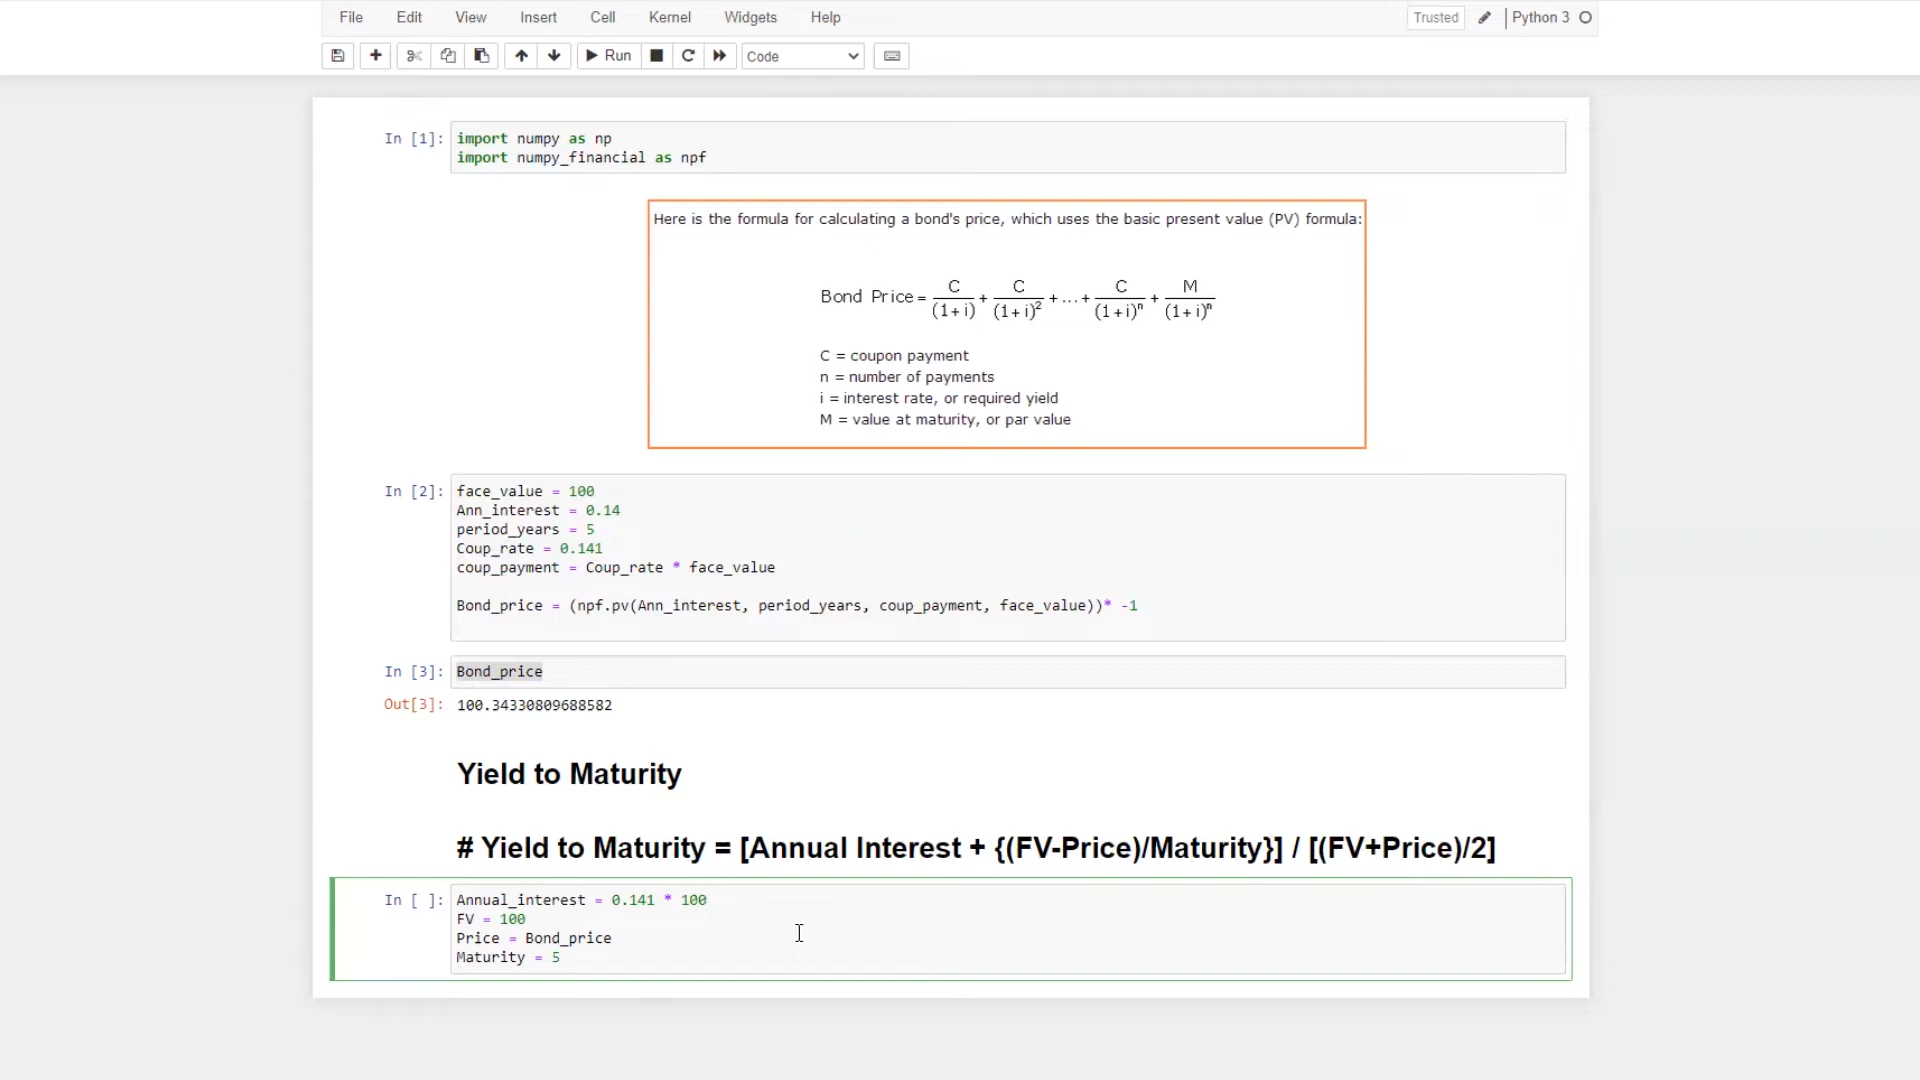 File Edit View Insert Cell Kernel Widgets Help Trusted Python 3
Run Code
In [1]: import numpy as np
import numpy_financial as npf
Here is the formula for calculating a bond's price, which uses the basic present value (PV) formula:
Bond Price = C/(1+i) + C/(1+i)² + ... + C/(1+i)ⁿ + M/(1+i)ⁿ
C = coupon payment
n = number of payments
i = interest rate, or required yield
M = value at maturity, or par value
In [2]: face_value = 100
Ann_interest = 0.14
period_years = 5
Coup_rate = 0.141
coup_payment = Coup_rate * face_value
Bond_price = (npf.pv(Ann_interest, period_years, coup_payment, face_value))* -1
In [3]: Bond_price
Out[3]: 100.34330809688582
Yield to Maturity
# Yield to Maturity = [Annual Interest + {(FV-Price)/Maturity}] / [(FV+Price)/2]
In [ ]: Annual_interest = 0.141 * 100
FV = 100
Price = Bond_price
Maturity = 5